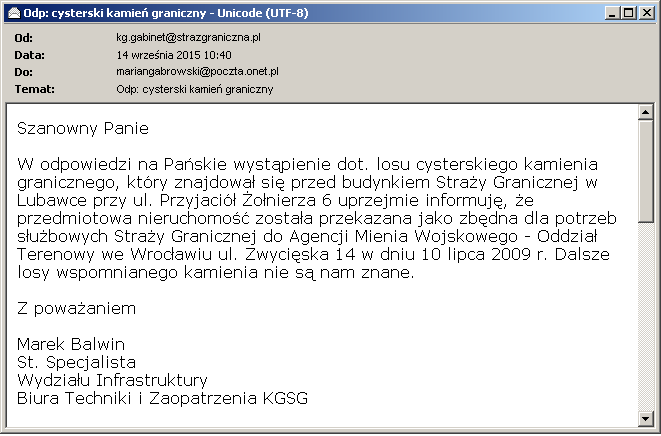 Odp: cysterski kamień graniczny - Unicode (UTF-8)
Od: kg.gabinet@strazgraniczna.pl
Data: 14 września 2015 10:40
Do: mariangabrowski@poczta.onet.pl
Temat: Odp: cysterski kamień graniczny
Szanowny Panie
W odpowiedzi na Pańskie wystąpienie dot. losu cysterskiego kamienia
granicznego, który znajdował się przed budynkiem Straży Granicznej w
Lubawce przy ul. Przyjaciół Żołnierza 6 uprzejmie informuję, że
przedmiotowa nieruchomość została przekazana jako zbędna dla potrzeb
służbowych Straży Granicznej do Agencji Mienia Wojskowego - Oddział
Terenowy we Wrocławiu ul. Zwycięska 14 w dniu 10 lipca 2009 r. Dalsze
losy wspomnianego kamienia nie są nam znane.
Z poważaniem
Marek Balwin
St. Specjalista
Wydziału Infrastruktury
Biura Techniki i Zaopatrzenia KGSG